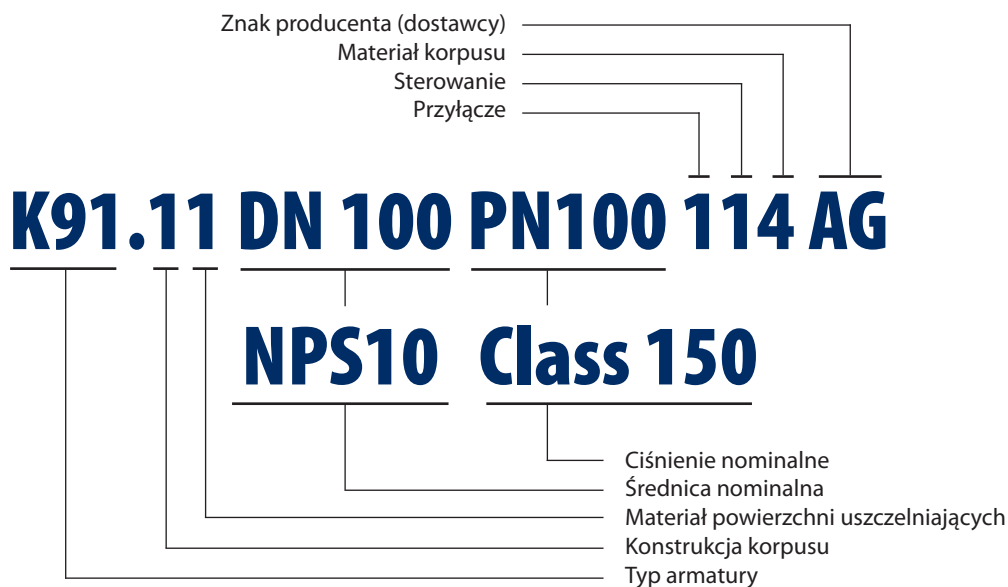 Znak producenta (dostawcy)
Materiał korpusu
Sterowanie
Przyłącze
K91.11 DN 100 PN100 114 AG
NPS10 Class 150
Ciśnienie nominalne
Średnica nominalna
Materiał powierzchni uszczelniających
Konstrukcja korpusu
Typ armatury